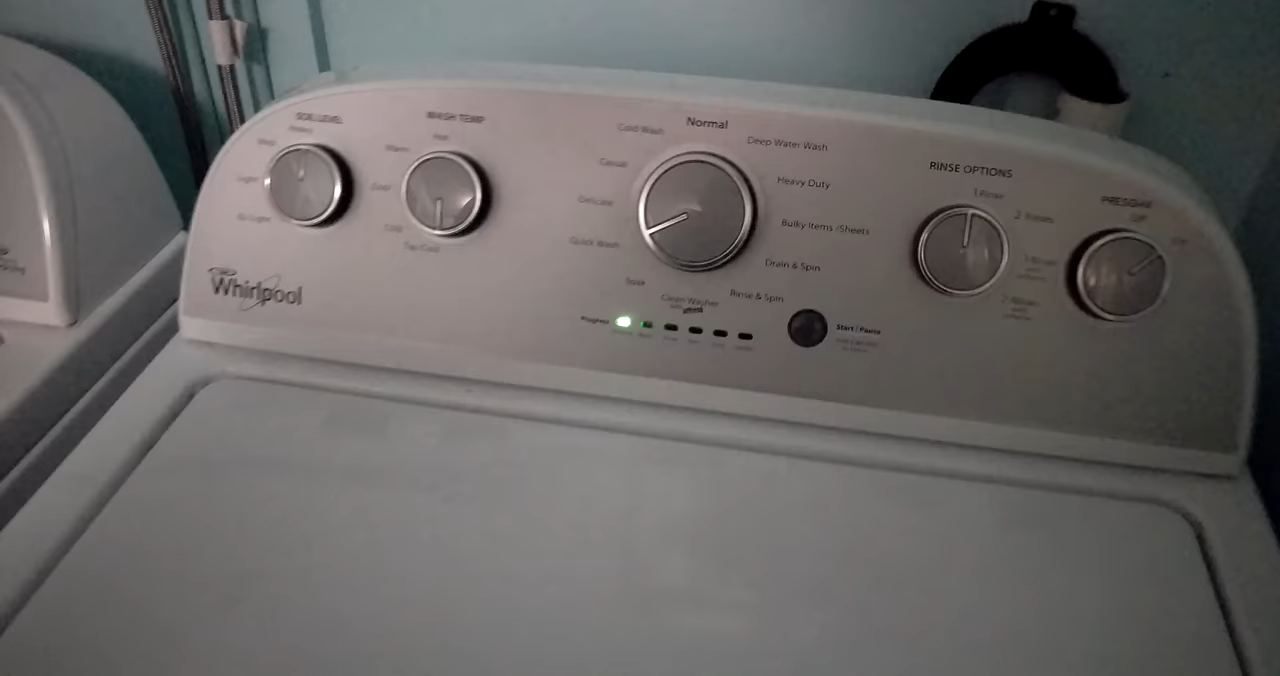 SOIL LEVEL
WASH TEMP
Heavy
Hot
Warm
Cool
Cold
Tap Cold
Normal
Cold Wash
Deep Water Wash
Casual
Heavy Duty
Delicate
Bulky Items /Sheets
Quick Wash
Drain & Spin
Soak
Rinse & Spin
Clean Washer
RINSE OPTIONS
1 Rinse
2 Rinses
PRESOAK
Off
Whirlpool
Progress
Start / Pause